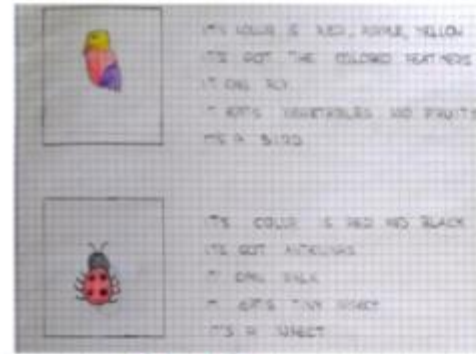 IT'S COLOUR IS RED, PURPLE, YELLOW
IT'S GOT THE COLORED FEATHERS
IT CAN FLY
IT EATS VEGETABLES AND FRUITS
IT'S A BIRD
IT'S COLOUR IS RED AND BLACK
IT'S GOT
IT CAN WALK
IT EATS TINY INSECT
IT'S A INSECT